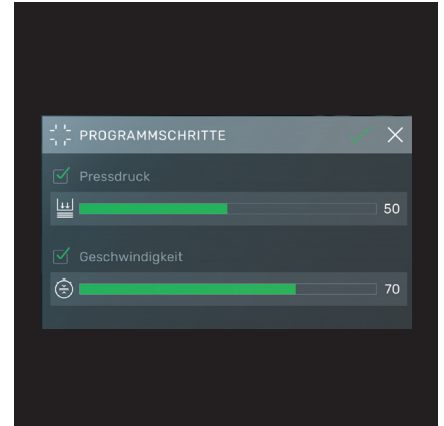 PROGRAMMSCHRITTE
Pressdruck
50
Geschwindigkeit
70